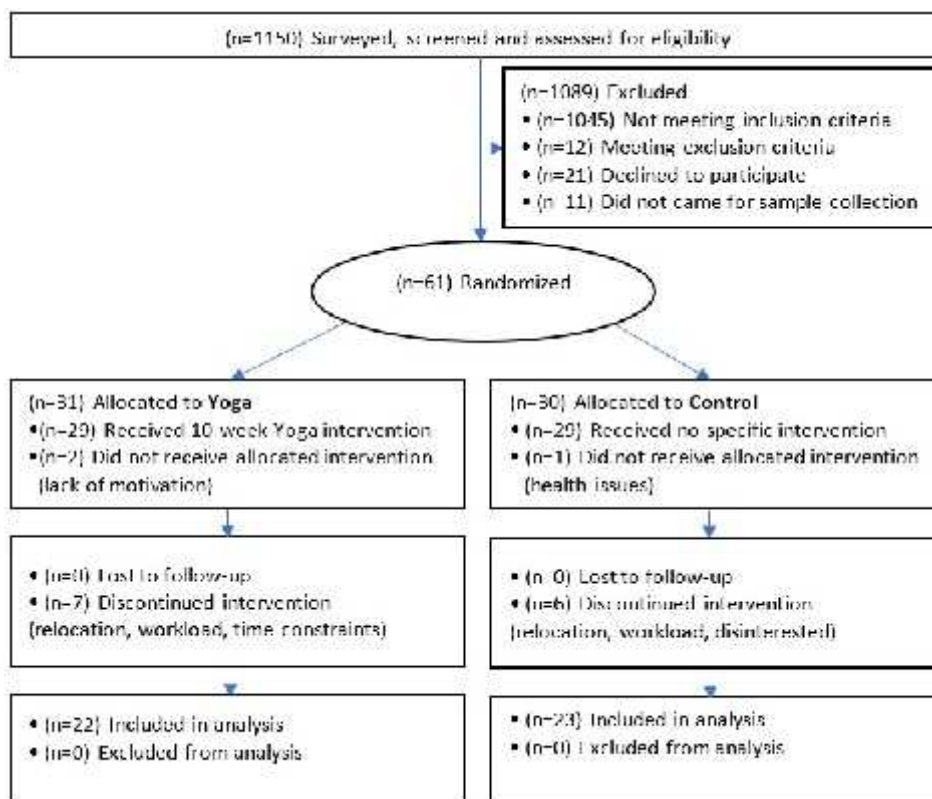 (n=1150) Surveyed, screened and assessed for eligibility
(n=1089) Excluded
• (n=1045) Not meeting inclusion criteria
• (n=12) Meeting exclusion criteria
• (n=21) Declined to participate
• (n=11) Did not came for sample collection
(n=61) Randomized
(n=31) Allocated to Yoga
•(n=29) Received 10 week Yoga intervention
•(n=2) Did not receive allocated intervention
(lack of motivation)
(n=30) Allocated to Control
• (n=29) Received no specific intervention
• (n=1) Did not receive allocated intervention
(health issues)
• (n=0) Lost to follow-up
• (n=7) Discontinued intervention
(relocation, workload, time constraints)
• (n=0) Lost to follow-up
• (n=6) Discontinued intervention
(relocation, workload, disinterested)
• (n=22) Included in analysis
• (n=0) Excluded from analysis
• (n=23) Included in analysis
(n=0) Excluded from analysis